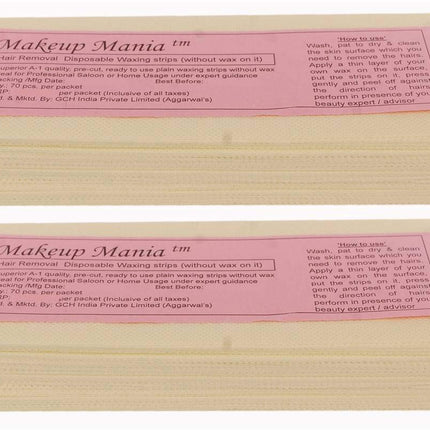 Makeup Mania ™
Hair Removal Disposable Waxing strips (without wax on it)
superior A-1 quality, pre-cut, ready to use plain waxing strips without wax
eal for Professional Saloon or Home Usage under expert guidance
acking /Mfg Date: Best Before:
y.: 70 pcs. per packet
RP: per packet (Inclusive of all taxes)
d. & Mktd. By: GCH India Private Limited (Aggarwal's)
'How to use'
Wash, pat to dry & clean
the skin surface which you
need to remove the hairs.
Apply a thin layer of your
own wax on the surface,
put the strips on it, press
gently and peel off against
the direction of hairs
perform in presence of you
beauty expert / advisor
Makeup Mania ™
Hair Removal Disposable Waxing strips (without wax on it)
uperior A-1 quality, pre-cut, ready to use plain waxing strips without wax
eal for Professional Saloon or Home Usage under expert guidance
acking /Mfg Date: Best Before:
y.: 70 pcs. per packet
RP: per packet (Inclusive of all taxes)
d. & Mktd. By: GCH India Private Limited (Aggarwal's)
'How to use'
Wash, pat to dry & clean
the skin surface which you
need to remove the hairs.
Apply a thin layer of your
own wax on the surface,
put the strips on it, press
gently and peel off against
the direction of hairs
perform in presence of you
beauty expert / advisor